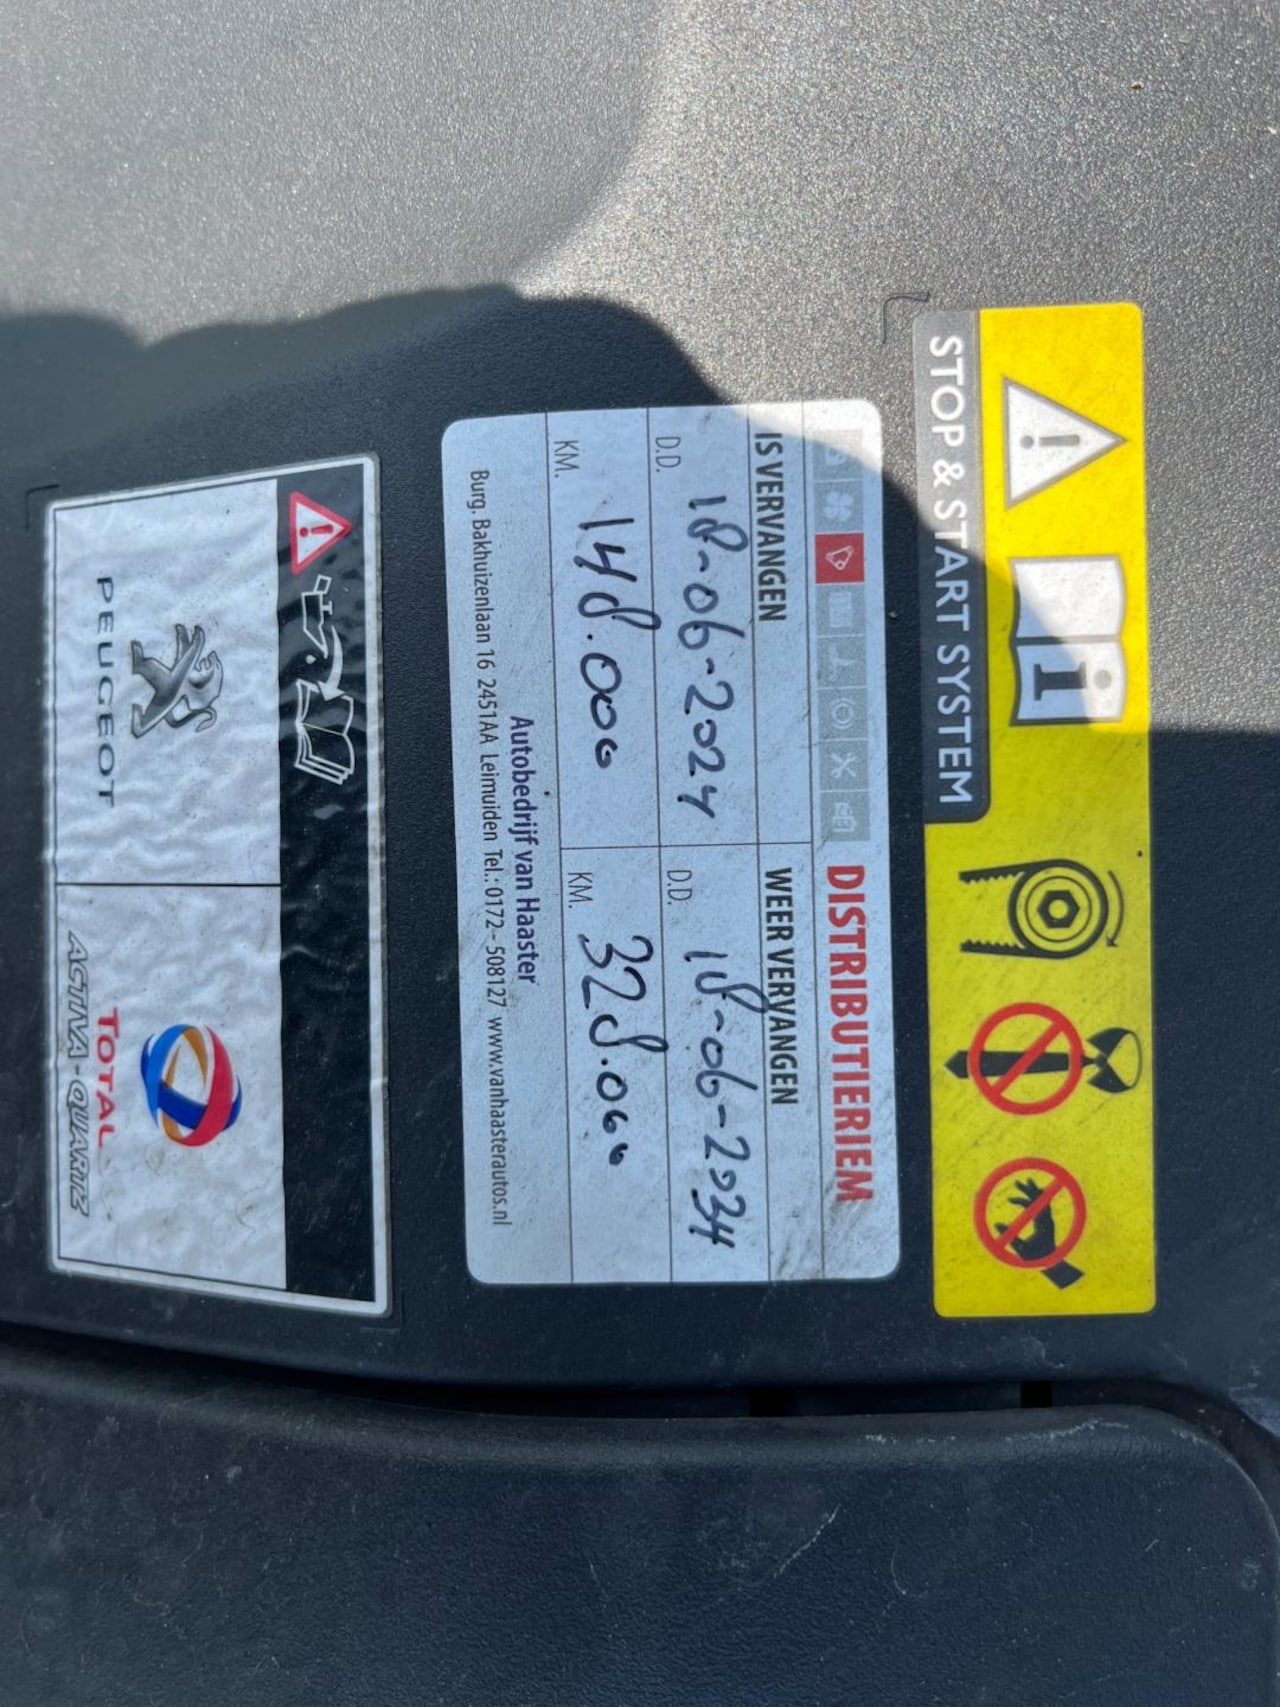 STOP & START SYSTEM
DISTRIBUTIERIEM
IS VERVANGEN WEER VERVANGEN
D.D. 18-06-2024 D.D. 18-06-2034
KM. 148.000 KM. 328.000
Autobedrijf van Haaster
Burg. Bakhuizenlaan 16 2451AA Leimuiden Tel.: 0172-508127 www.vanhaasterautos.nl
PEUGEOT
TOTAL
ACTIVA-QUARTZ